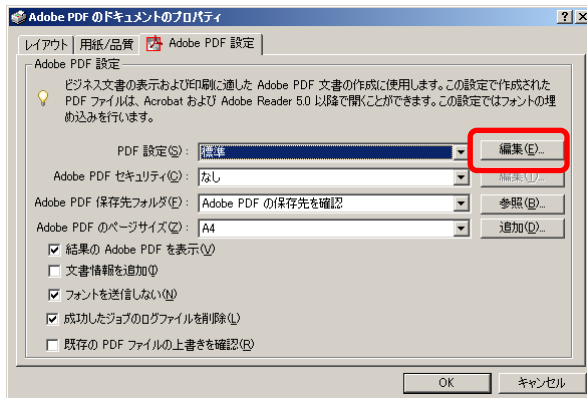 Adobe PDF のドキュメントのプロパティ
レイアウト 用紙/品質 Adobe PDF 設定
Adobe PDF 設定
ビジネス文書の表示および印刷に適した Adobe PDF 文書の作成に使用します。この設定で作成された
PDF ファイルは、Acrobat および Adobe Reader 5.0 以降で開くことができます。この設定ではフォントの埋
め込みを行います。
PDF 設定(S): 標準 編集(E)...
Adobe PDF セキュリティ(C): なし 編集(T)...
Adobe PDF 保存先フォルダ(F): Adobe PDF の保存先を確認 参照(B)...
Adobe PDF のページサイズ(Z): A4 追加(D)...
結果の Adobe PDF を表示(V)
文書情報を追加(I)
フォントを送信しない(N)
成功したジョブのログファイルを削除(L)
既存の PDF ファイルの上書きを確認(R)
OK キャンセル